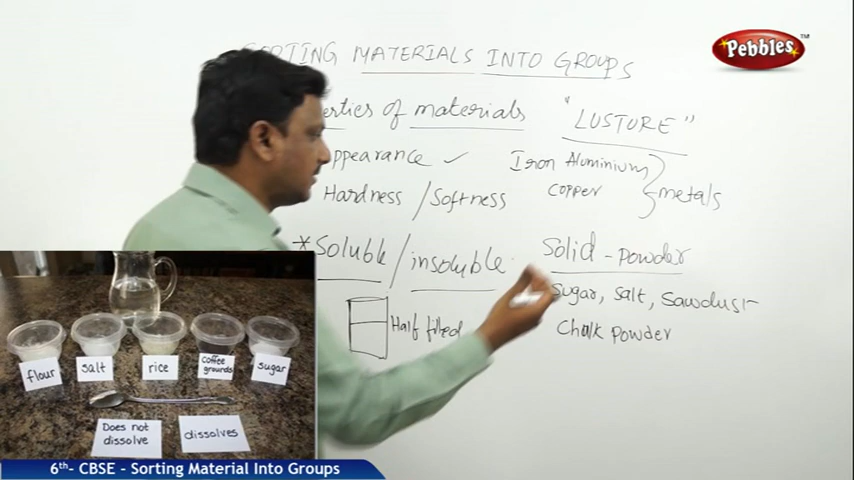 SORTING MATERIALS INTO GROUPS
Pebbles™
of materials
"LUSTURE"
ppearance ✓
Iron Aluminium
Hardness / Softness
Copper
metals
*Soluble / insoluble
Solid - powder
Sugar, Salt, Sawdust
Half filled
Chalk powder
flour
salt
rice
Coffee
grounds
sugar
Does not
dissolve
dissolves
6th- CBSE - Sorting Material Into Groups